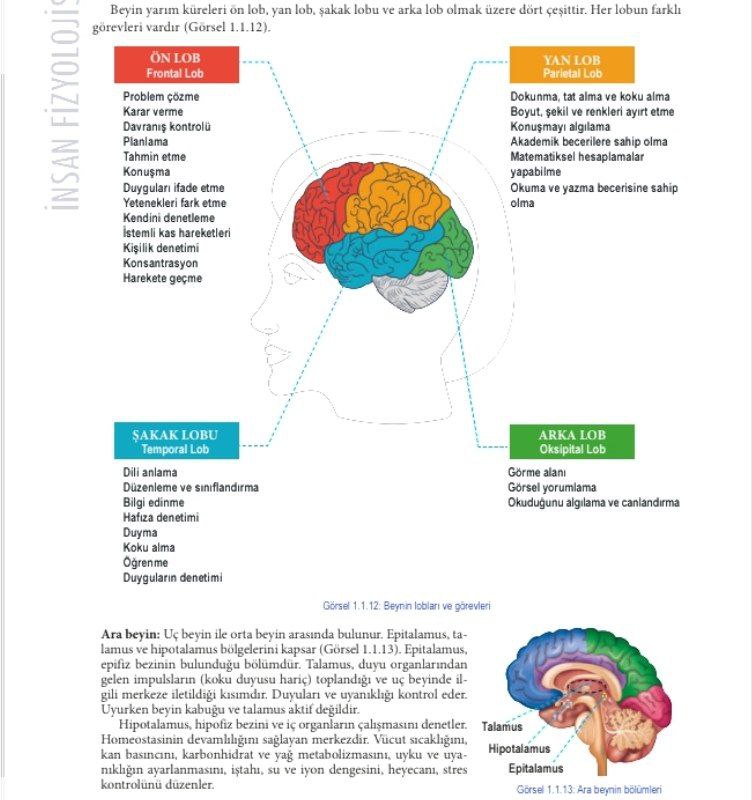 İNSAN FİZYOLOJİS
Beyin yarım küreleri ön lob, yan lob, şakak lobu ve arka lob olmak üzere dört çeşittir. Her lobun farklı
görevleri vardır (Görsel 1.1.12).
ÖN LOB
Frontal Lob
Problem çözme
Karar verme
Davranış kontrolü
Planlama
Tahmin etme
Konuşma
Duyguları ifade etme
Yetenekleri fark etme
Kendini denetleme
İstemli kas hareketleri
Kişilik denetimi
Konsantrasyon
Harekete geçme
YAN LOB
Parietal Lob
Dokunma, tat alma ve koku alma
Boyut, şekil ve renkleri ayırt etme
Konuşmayı algılama
Akademik becerilere sahip olma
Matematiksel hesaplamalar
yapabilme
Okuma ve yazma becerisine sahip
olma
ŞAKAK LOBU
Temporal Lob
Dili anlama
Düzenleme ve sınıflandırma
Bilgi edinme
Hafıza denetimi
Duyma
Koku alma
Öğrenme
Duyguların denetimi
ARKA LOB
Oksipital Lob
Görme alanı
Görsel yorumlama
Okuduğunu algılama ve canlandırma
Görsel 1.1.12: Beynin lobları ve görevleri
Ara beyin: Uç beyin ile orta beyin arasında bulunur. Epitalamus, ta-
lamus ve hipotalamus bölgelerini kapsar (Görsel 1.1.13). Epitalamus,
epifiz bezinin bulunduğu bölümdür. Talamus, duyu organlarından
gelen impulsların (koku duyusu hariç) toplandığı ve uç beyinde il-
gili merkeze iletildiği kısımdır. Duyuları ve uyanıklığı kontrol eder.
Uyurken beyin kabuğu ve talamus aktif değildir.
Hipotalamus, hipofiz bezini ve iç organların çalışmasını denetler.
Homeostasinin devamlılığını sağlayan merkezdir. Vücut sıcaklığını,
kan basıncını, karbonhidrat ve yağ metabolizmasını, uyku ve uya-
nıklığın ayarlanmasını, iştahı, su ve iyon dengesini, heyecanı, stres
kontrolünü düzenler.
Talamus
Hipotalamus
Epitalamus
Görsel 1.1.13: Ara beynin bölümleri